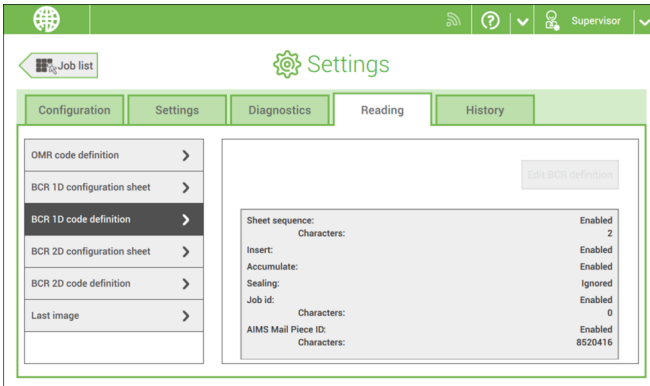 Supervisor
Job list
Settings
Configuration
Settings
Diagnostics
Reading
History
OMR code definition
BCR 1D configuration sheet
BCR 1D code definition
BCR 2D configuration sheet
BCR 2D code definition
Last image
Edit BCR definition
Sheet sequence: Enabled
Characters: 2
Insert: Enabled
Accumulate: Enabled
Sealing: Ignored
Job id: Enabled
Characters: 0
AIMS Mail Piece ID: Enabled
Characters: 8520416